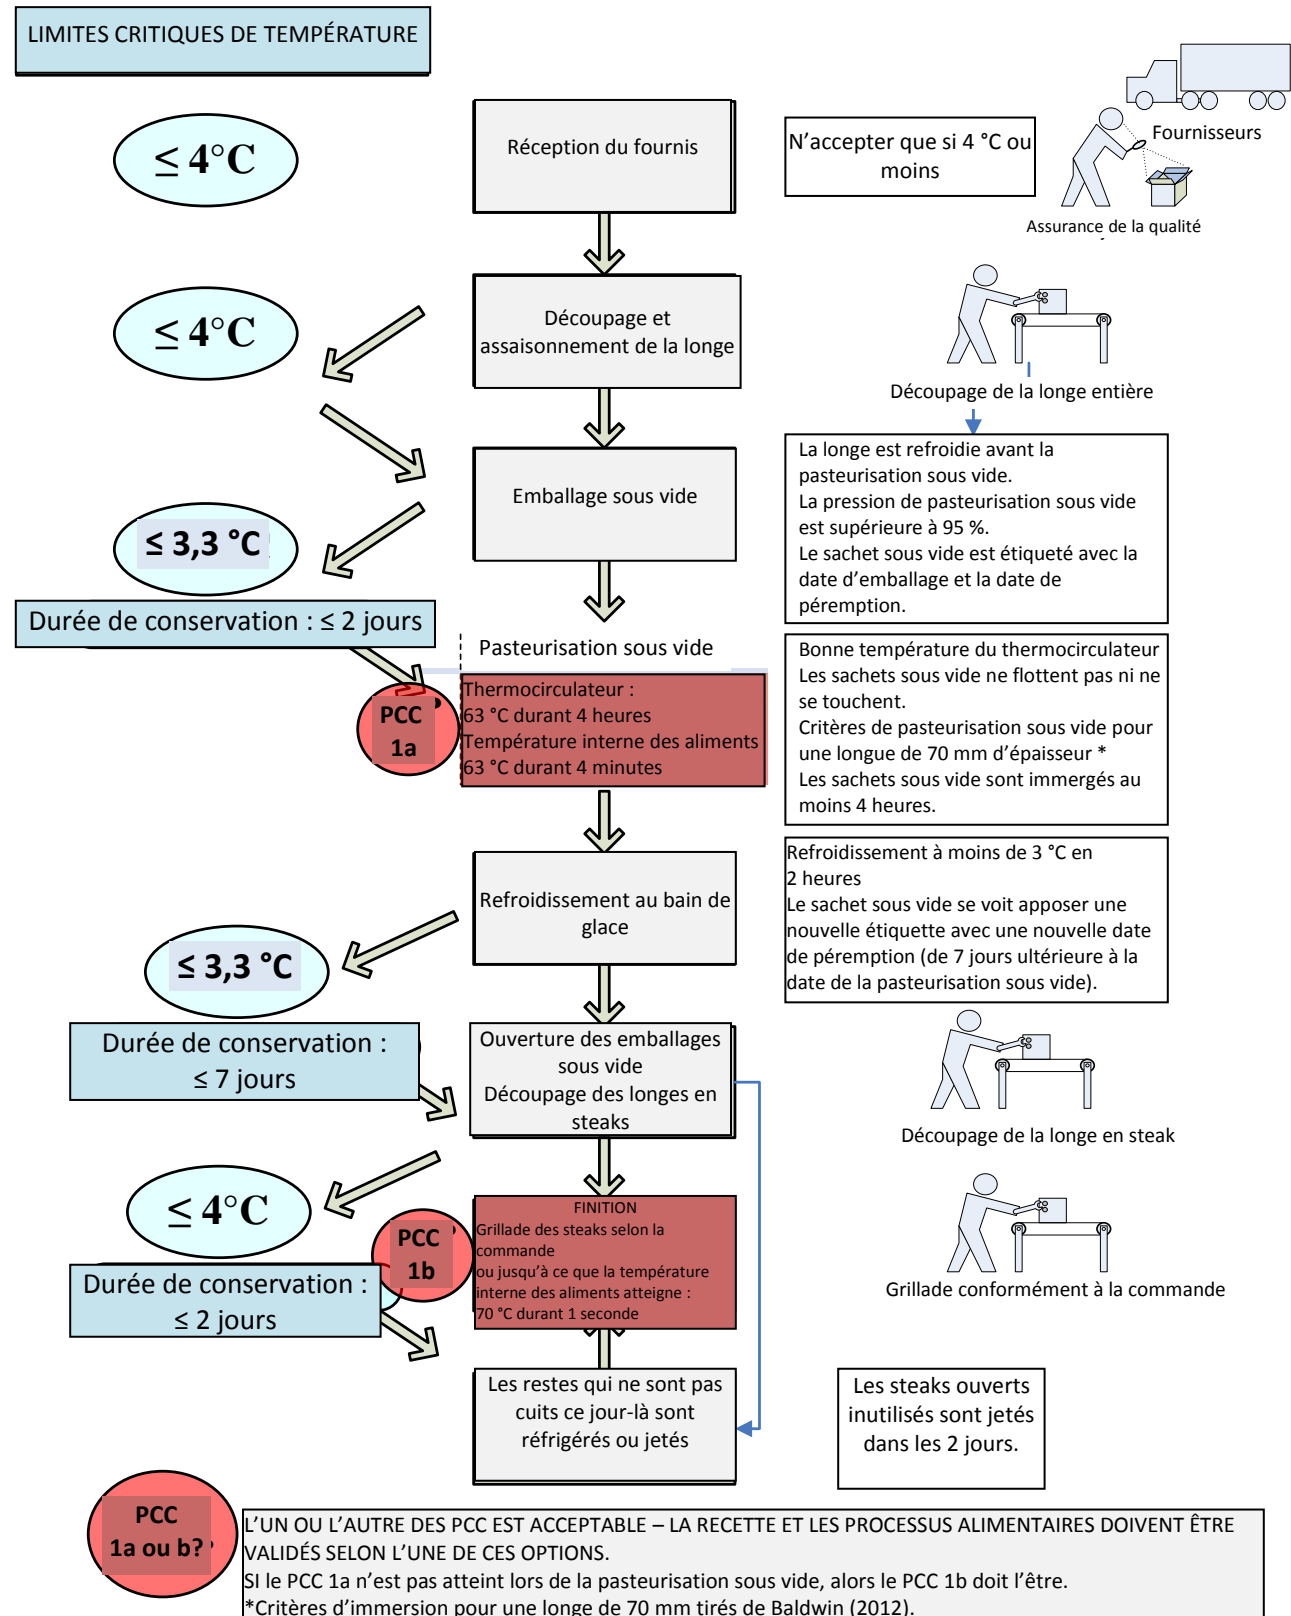 LIMITES CRITIQUES DE TEMPÉRATURE
Fournisseurs
Assurance de la qualité
≤ 4°C
Réception du fournis
N’accepter que si 4 °C ou
moins
≤ 4°C
Découpage et
assaisonnement de la longe
Découpage de la longe entière
Emballage sous vide
La longe est refroidie avant la
pasteurisation sous vide.
La pression de pasteurisation sous vide
est supérieure à 95 %.
Le sachet sous vide est étiqueté avec la
date d’emballage et la date de
péremption.
≤ 3,3 °C
Durée de conservation : ≤ 2 jours
Pasteurisation sous vide
PCC
1a
Thermocirculateur :
63 °C durant 4 heures
Température interne des aliments
63 °C durant 4 minutes
Bonne température du thermocirculateur
Les sachets sous vide ne flottent pas ni ne
se touchent.
Critères de pasteurisation sous vide pour
une longue de 70 mm d’épaisseur *
Les sachets sous vide sont immergés au
moins 4 heures.
Refroidissement au bain de
glace
Refroidissement à moins de 3 °C en
2 heures
Le sachet sous vide se voit apposer une
nouvelle étiquette avec une nouvelle date
de péremption (de 7 jours ultérieure à la
date de la pasteurisation sous vide).
≤ 3,3 °C
Durée de conservation :
≤ 7 jours
Ouverture des emballages
sous vide
Découpage des longes en
steaks
Découpage de la longe en steak
≤ 4°C
Durée de conservation :
≤ 2 jours
PCC
1b
FINITION
Grillade des steaks selon la
commande
ou jusqu’à ce que la température
interne des aliments atteigne :
70 °C durant 1 seconde
Grillade conformément à la commande
Les restes qui ne sont pas
cuits ce jour-là sont
réfrigérés ou jetés
Les steaks ouverts
inutilisés sont jetés
dans les 2 jours.
PCC
1a ou b?
L’UN OU L’AUTRE DES PCC EST ACCEPTABLE – LA RECETTE ET LES PROCESSUS ALIMENTAIRES DOIVENT ÊTRE
VALIDÉS SELON L’UNE DE CES OPTIONS.
SI le PCC 1a n’est pas atteint lors de la pasteurisation sous vide, alors le PCC 1b doit l’être.
*Critères d’immersion pour une longe de 70 mm tirés de Baldwin (2012).